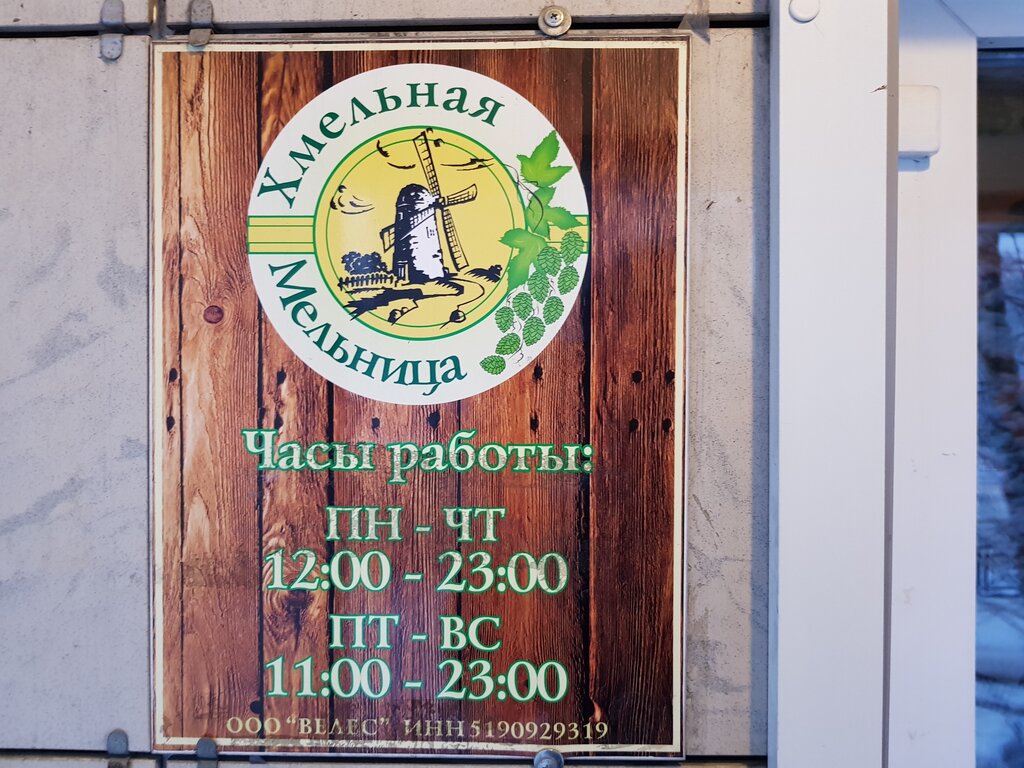 Хмельная
Мельница
Часы работы:
ПН - ЧТ
12:00 - 23:00
ПТ - ВС
11:00 - 23:00
ООО "ВЕЛЕС" ИНН 5190929319